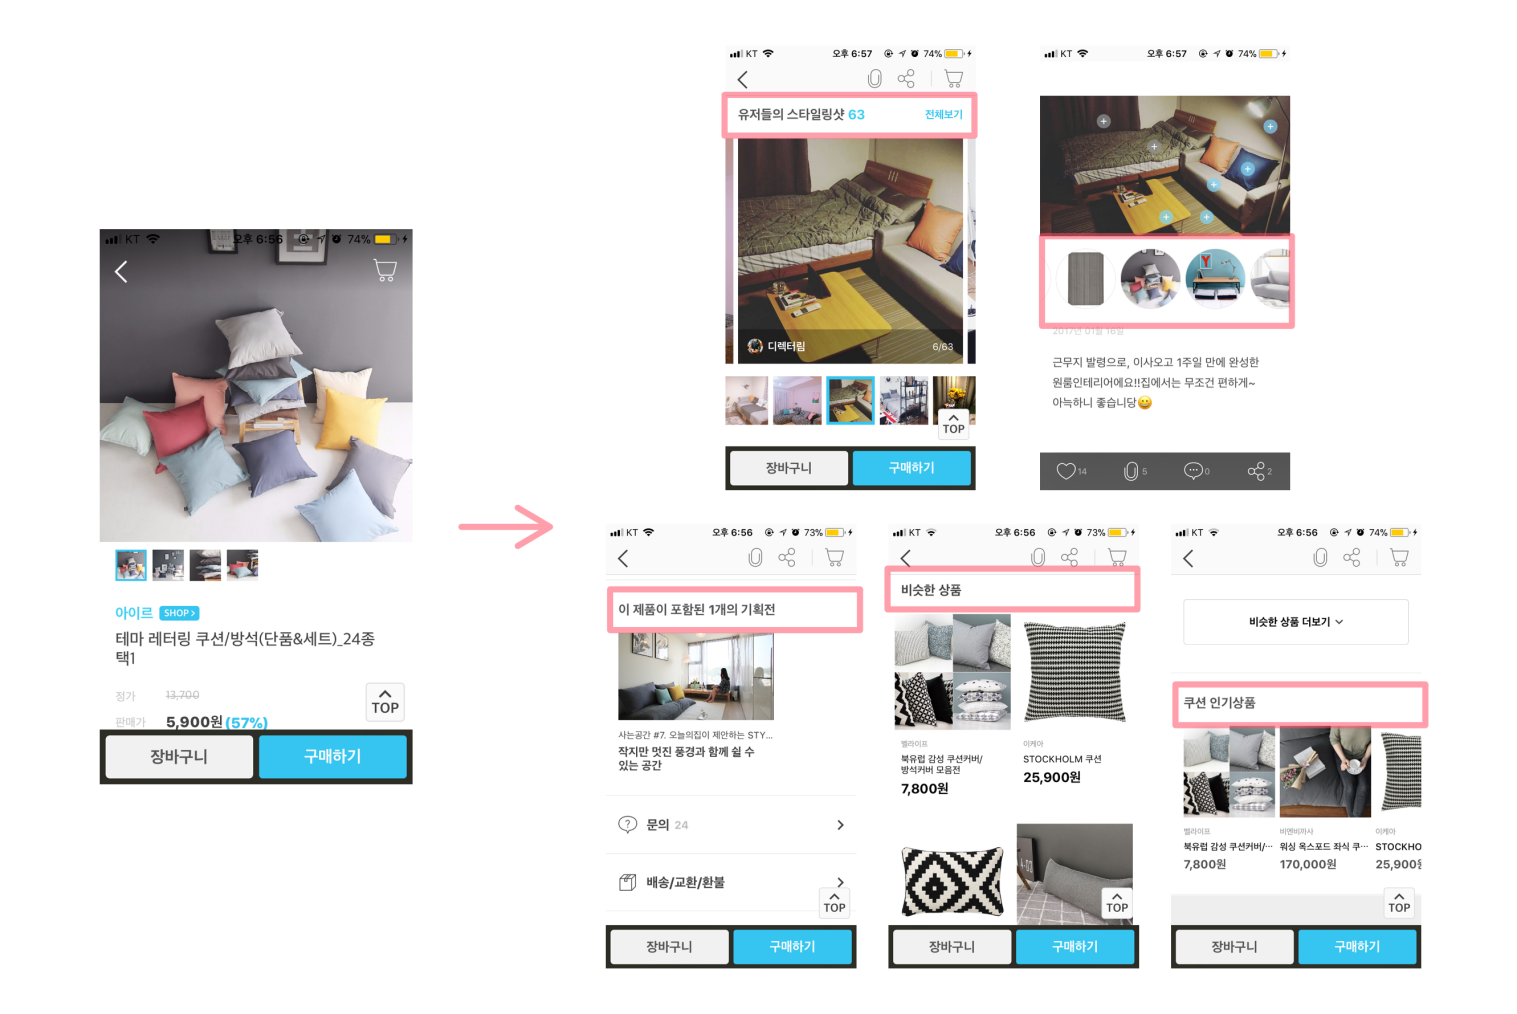 KT 오후 6:56 74%
아이르 SHOP >
테마 레터링 쿠션/방석(단품&세트)_24종
택1
정가 13,700
판매가 5,900원 (57%)
TOP
장바구니 구매하기
KT 오후 6:57 74%
유저들의 스타일링샷 63 전체보기
디렉터림 6/63
TOP
장바구니 구매하기
KT 오후 6:57 74%
2017년 01월 16일
근무지 발령으로, 이사오고 1주일 만에 완성한
원룸인테리어에요!!집에서는 무조건 편하게~
아늑하니 좋습니당😀
14 5 0 2
KT 오후 6:56 73%
이 제품이 포함된 1개의 기획전
사는공간 #7. 오늘의집이 제안하는 STY...
작지만 멋진 풍경과 함께 쉴 수
있는 공간
문의 24
배송/교환/환불
TOP
장바구니 구매하기
KT 오후 6:56 73%
비슷한 상품
벨라이프
북유럽 감성 쿠션커버/
방석커버 모음전
7,800원
이케아
STOCKHOLM 쿠션
25,900원
TOP
장바구니 구매하기
KT 오후 6:56 74%
비슷한 상품 더보기
쿠션 인기상품
벨라이프
북유럽 감성 쿠션커버/...
7,800원
비엔비까사
워싱 옥스포드 좌식 쿠...
170,000원
이케아
STOCKHO
25,900원
TOP
장바구니 구매하기